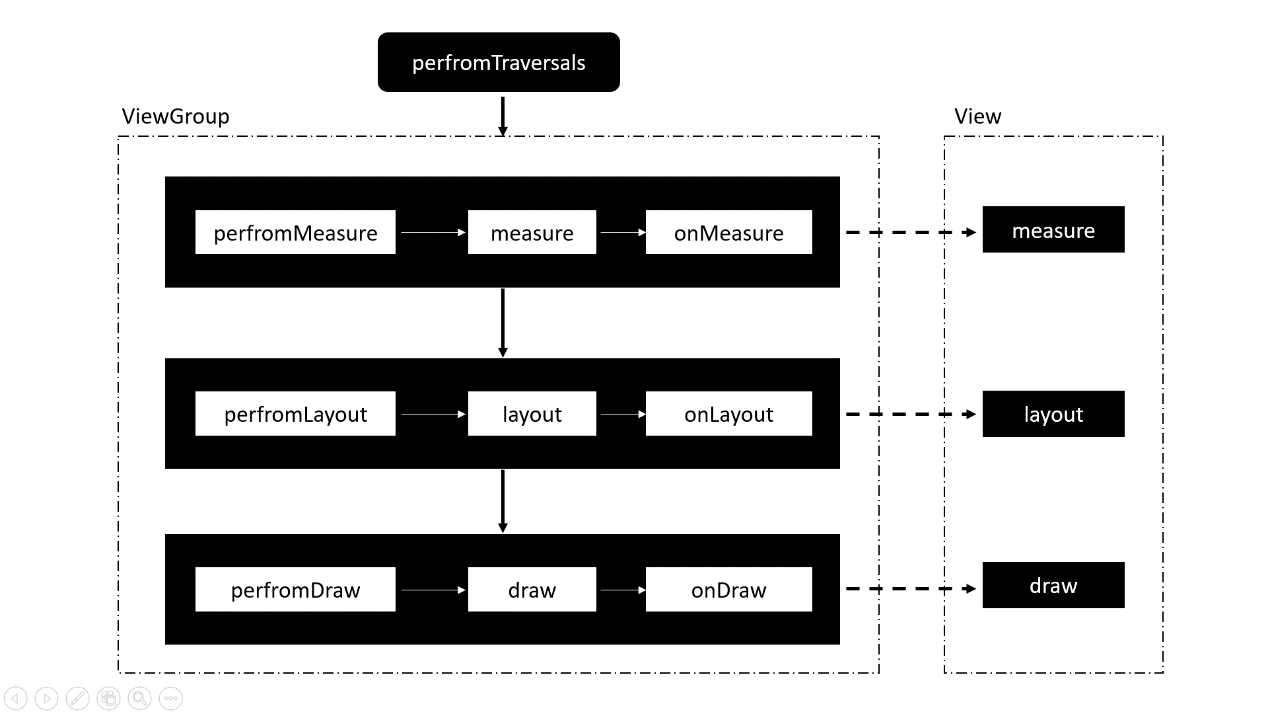 perfromTraversals
ViewGroup
View
perfromMeasure
measure
onMeasure
measure
perfromLayout
layout
onLayout
layout
perfromDraw
draw
onDraw
draw